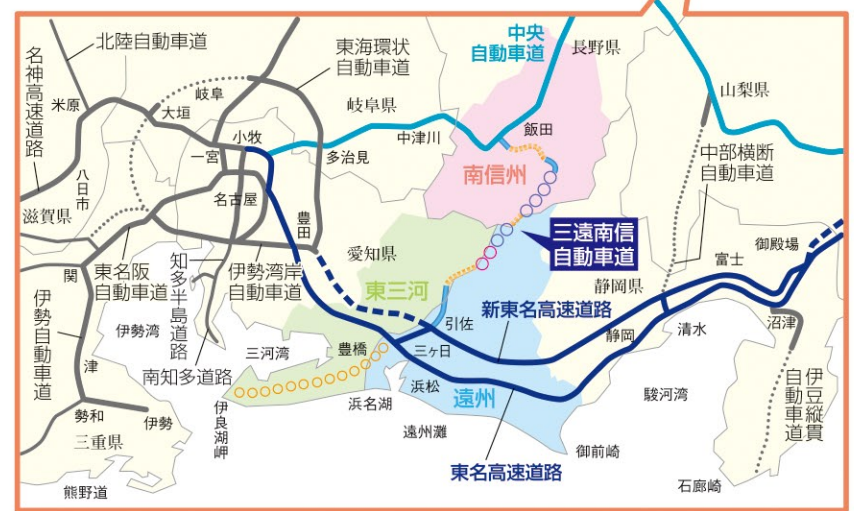 北陸自動車道
名神高速道路
米原
岐阜
大垣
東海環状
自動車道
岐阜県
中央
自動車道
長野県
山梨県
小牧
一宮
多治見
中津川
飯田
八日市
滋賀県
名古屋
豊田
南信州
中部横断
自動車道
愛知県
三遠南信
自動車道
御殿場
富士
静岡県
関
東名阪
自動車道
知多半島道路
伊勢湾岸
自動車道
東三河
伊勢自動車道
伊勢湾
引佐
新東名高速道路
静岡
清水
沼津
三河湾
豊橋
三ヶ日
津
南知多道路
浜松
遠州
駿河湾
伊豆縦貫
自動車道
伊良湖岬
浜名湖
勢和
伊勢
三重県
遠州灘
御前崎
東名高速道路
石廊崎
熊野道